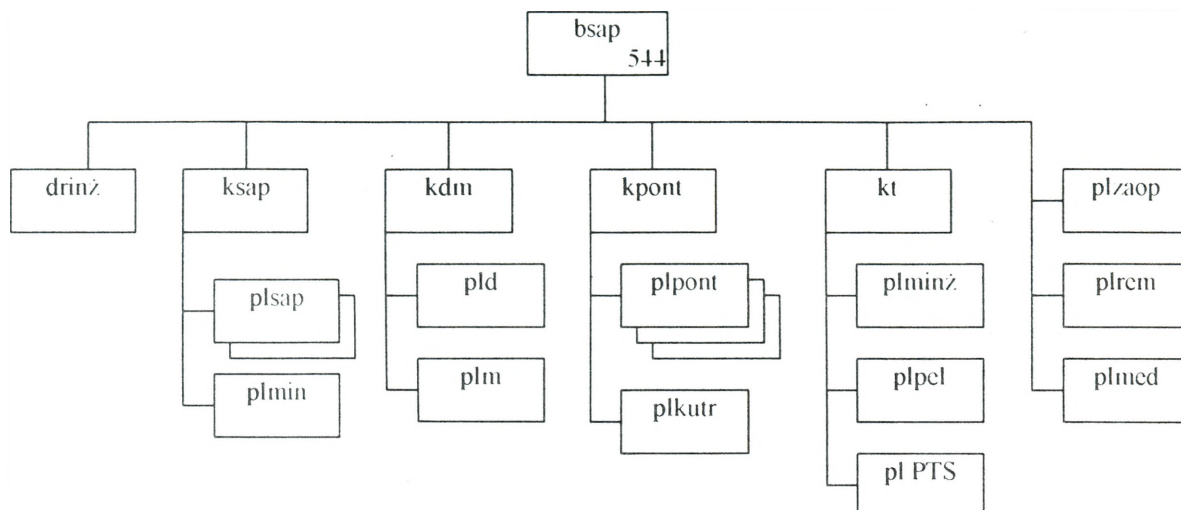 bsap
544
drinż
ksap
kdm
kpont
kt
plzaop
plsap
pld
plpont
plminż
plrem
plmin
plm
plkutr
plpel
plmed
pl PTS